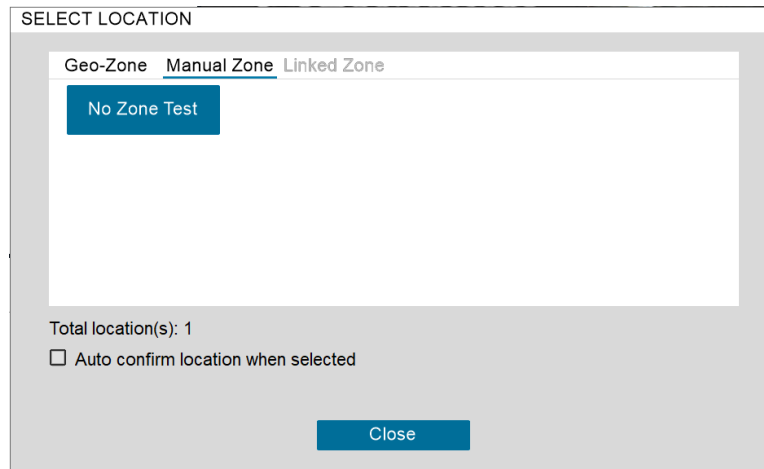 SELECT LOCATION
Geo-Zone Manual Zone Linked Zone
No Zone Test
Total location(s): 1
Auto confirm location when selected
Close